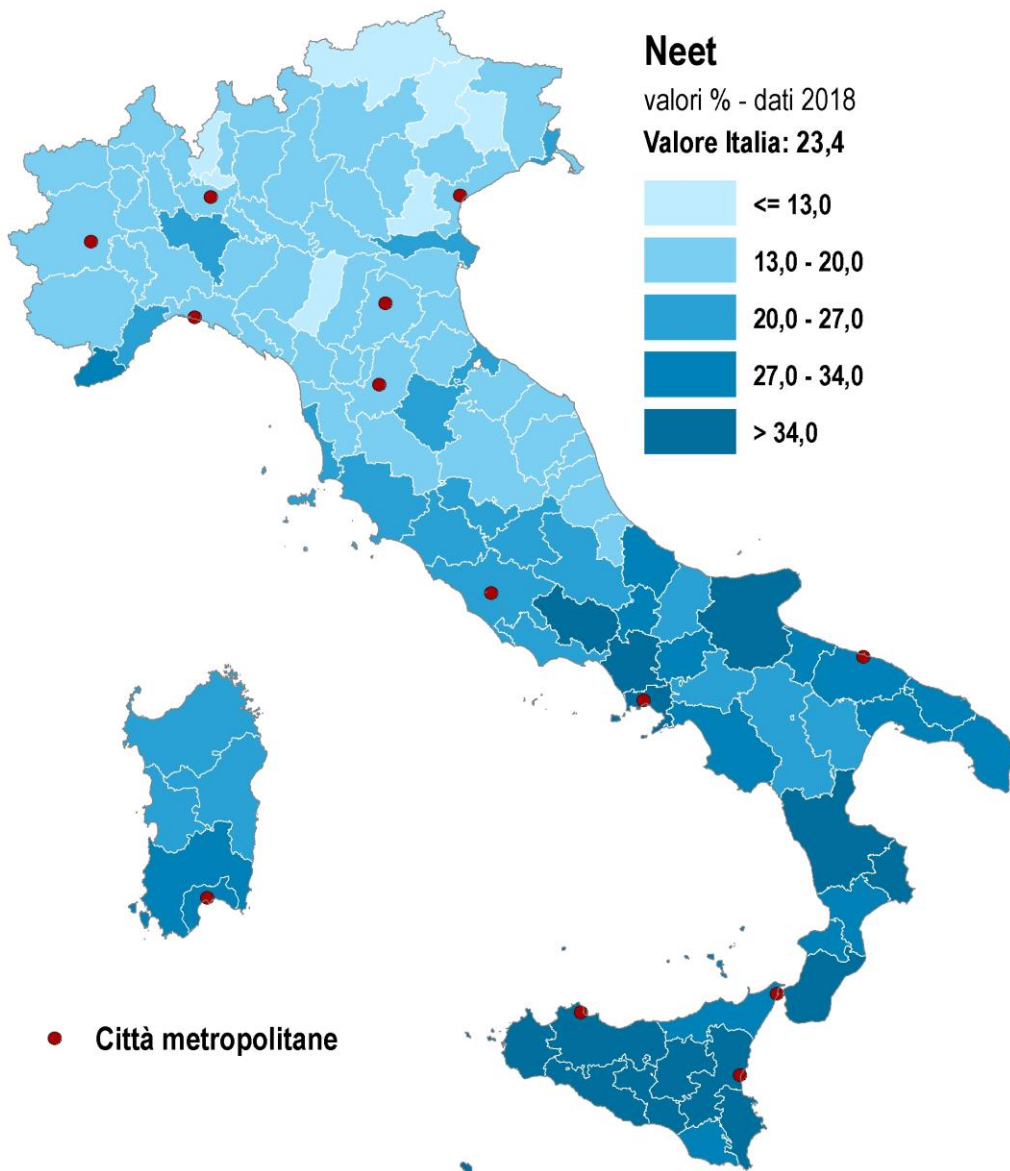 Neet
valori % - dati 2018
Valore Italia: 23,4
<= 13,0
13,0 - 20,0
20,0 - 27,0
27,0 - 34,0
> 34,0
Città metropolitane